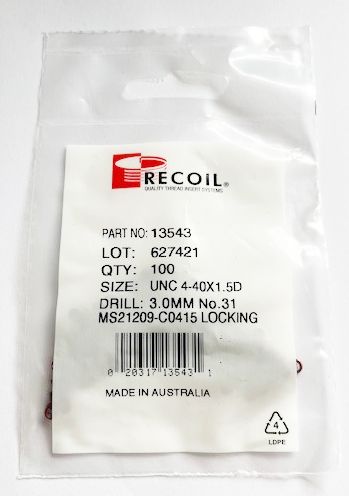 RECOIL®
QUALITY THREAD INSERT SYSTEMS
PART NO: 13543
LOT: 627421
QTY: 100
SIZE: UNC 4-40X1.5D
DRILL: 3.0MM No.31
MS21209-C0415 LOCKING
0 20317 13543 1
MADE IN AUSTRALIA
4
LDPE